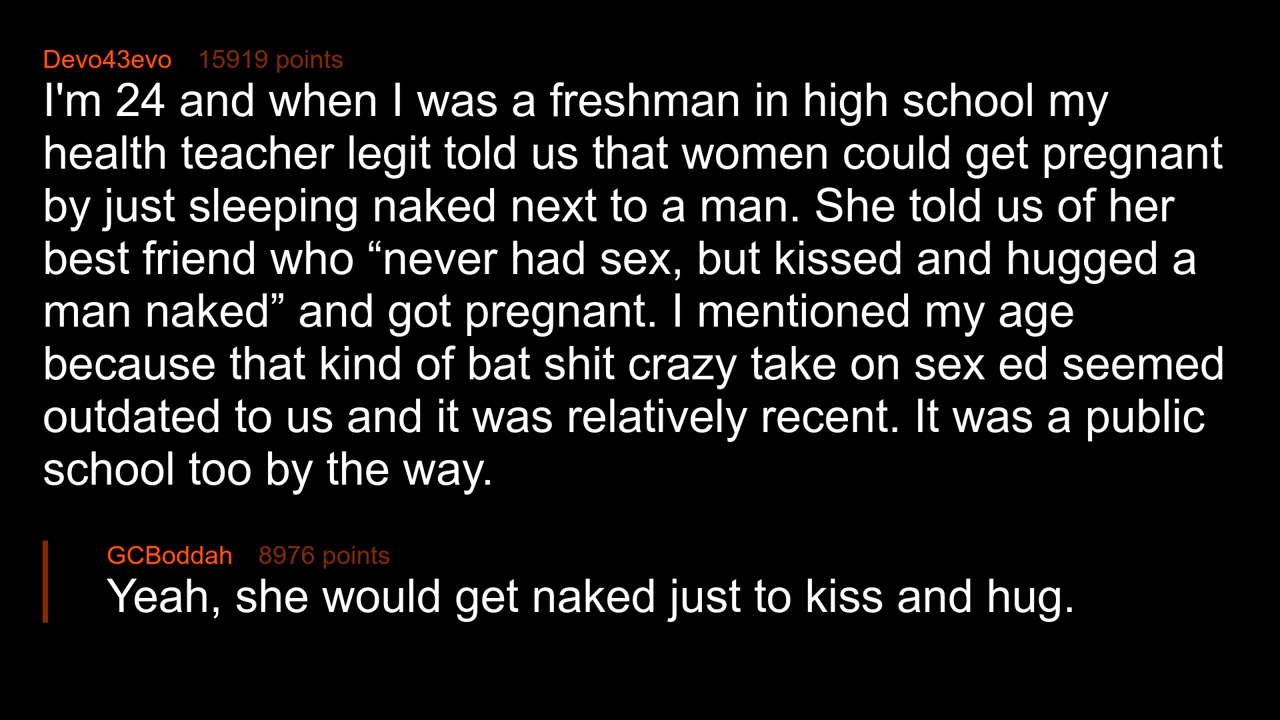 Devo43evo 15919 points
I'm 24 and when I was a freshman in high school my
health teacher legit told us that women could get pregnant
by just sleeping naked next to a man. She told us of her
best friend who “never had sex, but kissed and hugged a
man naked” and got pregnant. I mentioned my age
because that kind of bat shit crazy take on sex ed seemed
outdated to us and it was relatively recent. It was a public
school too by the way.
GCBoddah 8976 points
Yeah, she would get naked just to kiss and hug.